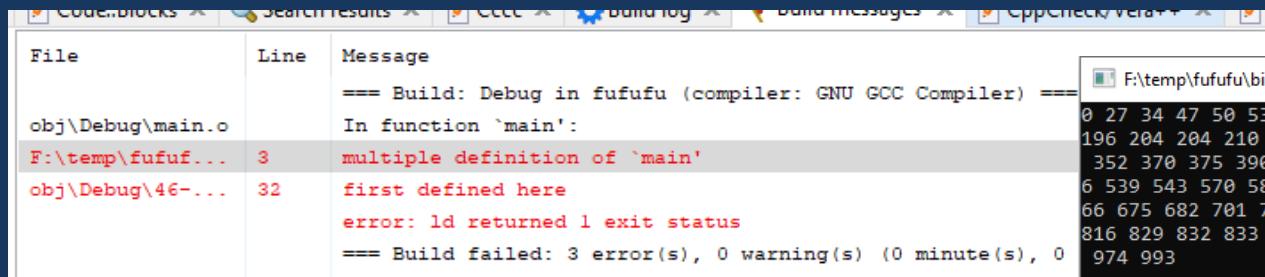 Code::Blocks Search results Cccc Build log Build messages CppCheck/Vera++
File Line Message
=== Build: Debug in fufufu (compiler: GNU GCC Compiler) ===
obj\Debug\main.o In function `main':
F:\temp\fufuf... 3 multiple definition of `main'
obj\Debug\46-... 32 first defined here
error: ld returned 1 exit status
=== Build failed: 3 error(s), 0 warning(s) (0 minute(s), 0
F:\temp\fufufu\bi
0 27 34 47 50 53
196 204 204 210
352 370 375 390
6 539 543 570 58
66 675 682 701 7
816 829 832 833
974 993